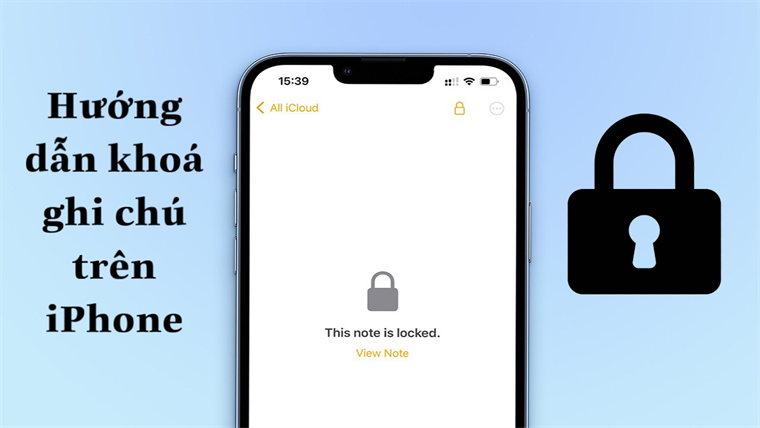 Hướng
dẫn khoá
ghi chú
trên
iPhone
15:39
All iCloud
This note is locked.
View Note